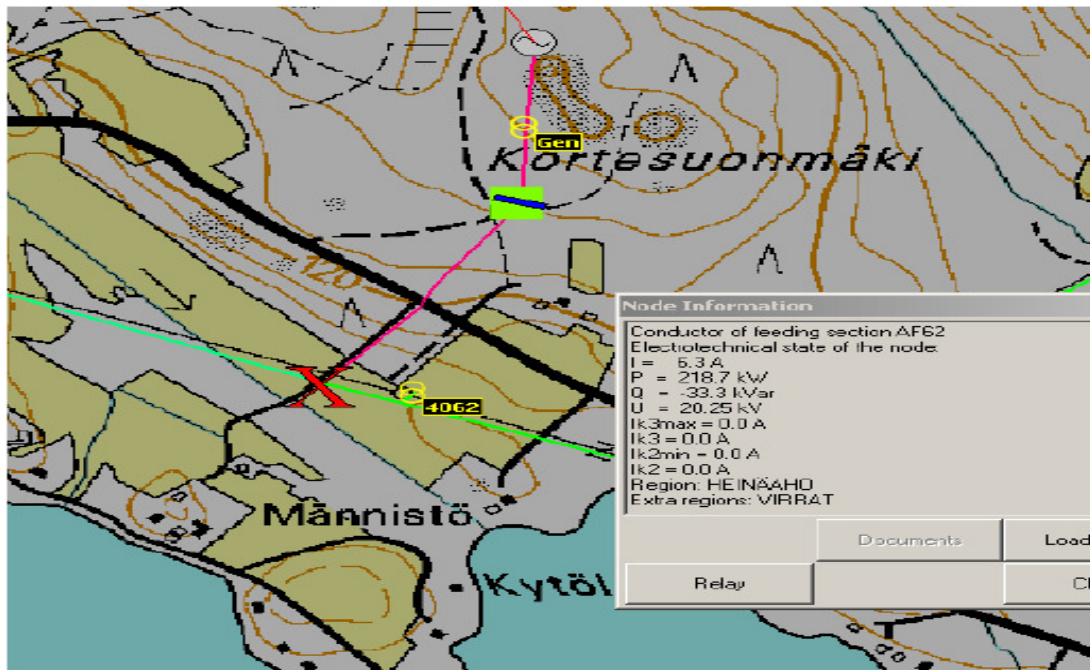 Gen
Kortesuonmäki
120
Node Information
Conductor of feeding section AF62
Electrotechnical state of the node:
I = 6.3 A
P = 218.7 kW
Q = -33.3 kVar
U = 20.25 kV
Ik3max = 0.0 A
Ik3 = 0.0 A
Ik2min = 0.0 A
Ik2 = 0.0 A
Region: HEINÄAHO
Extra regions: VIRRAT
X
4062
Männistö
Documents
Load
Kytöl
Relay